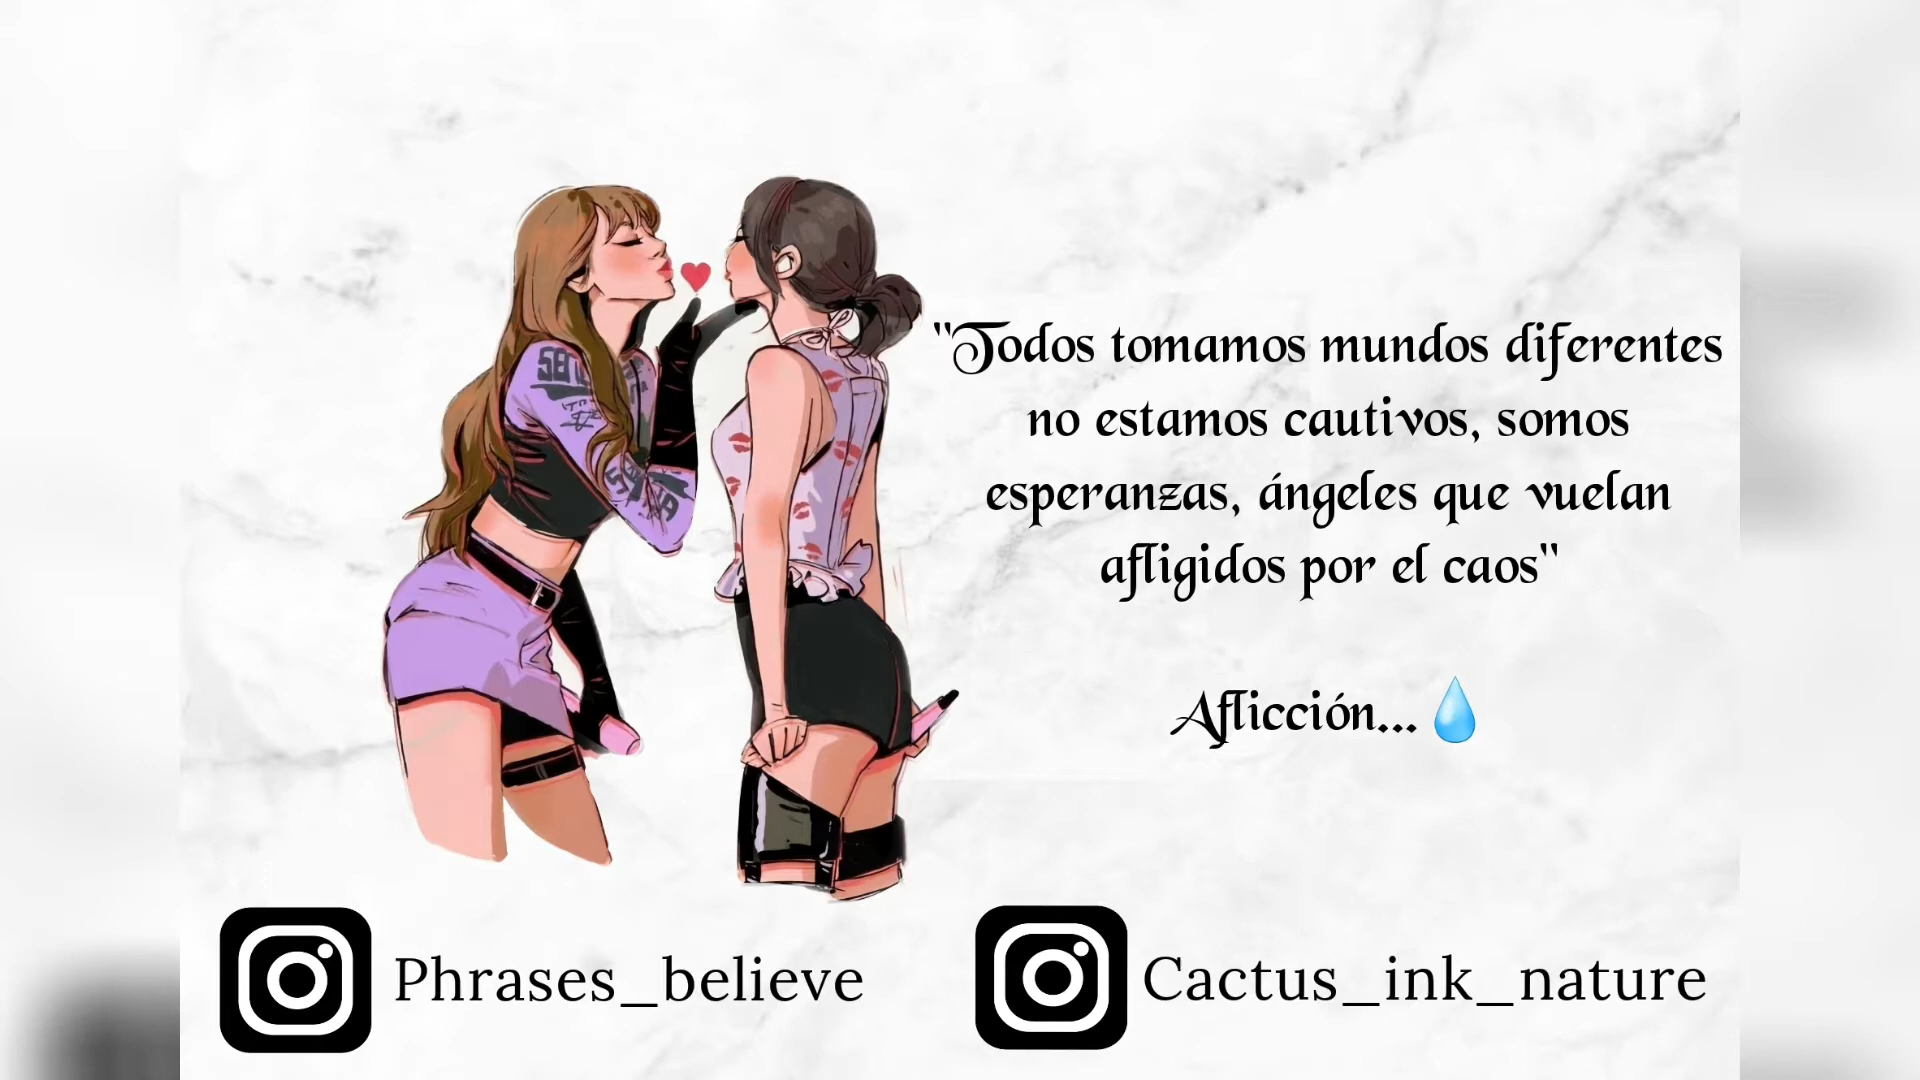 "Todos tomamos mundos diferentes
no estamos cautivos, somos
esperanzas, ángeles que vuelan
afligidos por el caos"
Aflicción...💧
Phrases_believe
Cactus_ink_nature